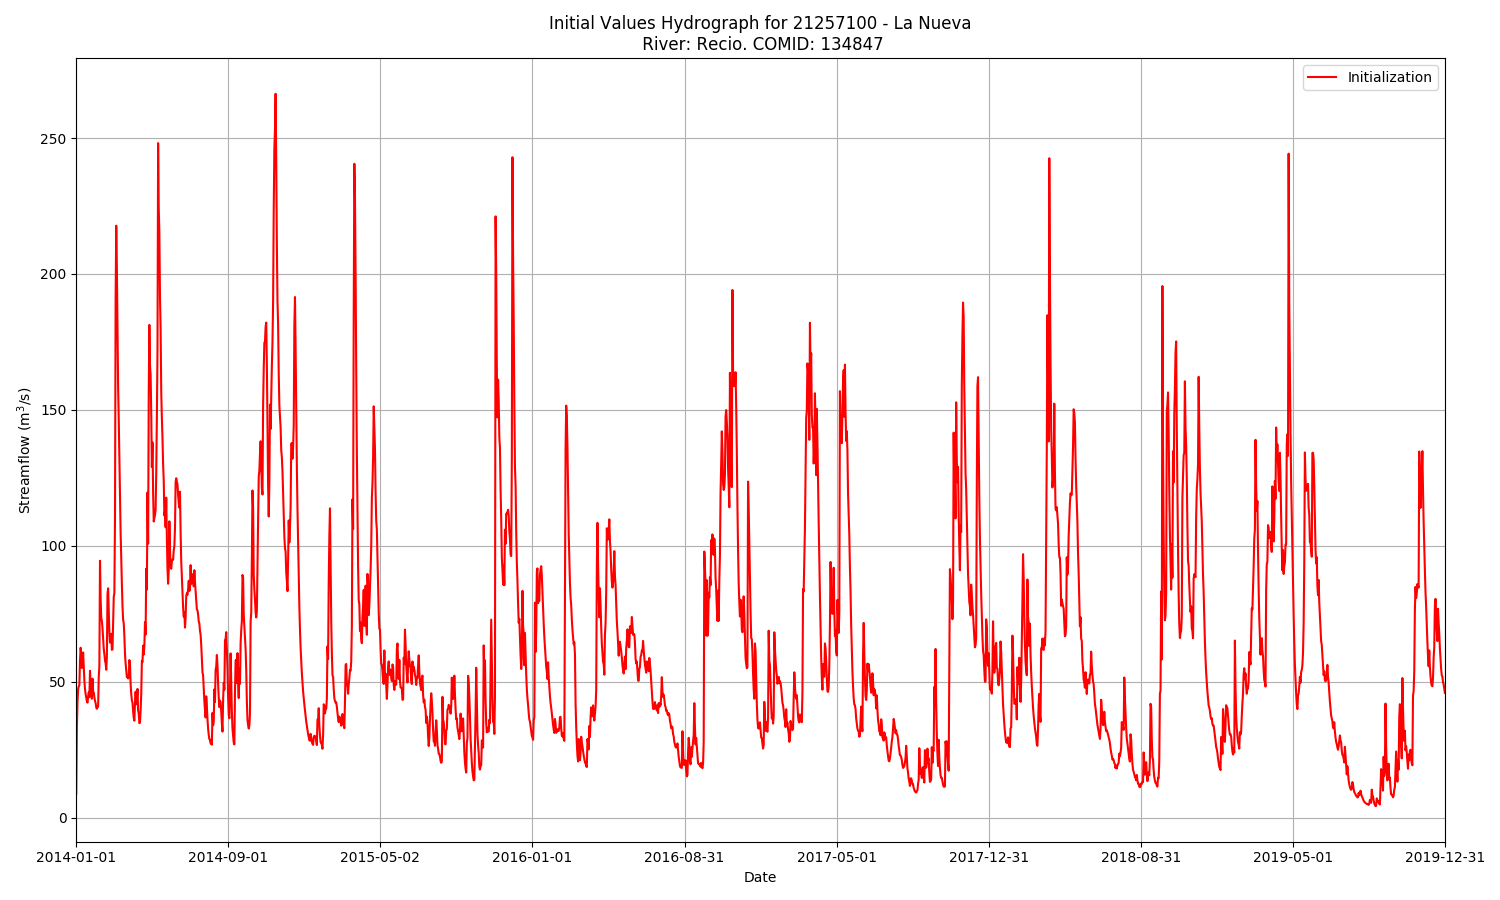 Initial Values Hydrograph for 21257100 - La Nueva
River: Recio. COMID: 134847
Initialization
250
200
150
100
50
0
Streamflow (m³/s)
2014-01-01 2014-09-01 2015-05-02 2016-01-01 2016-08-31 2017-05-01 2017-12-31 2018-08-31 2019-05-01 2019-12-31
Date